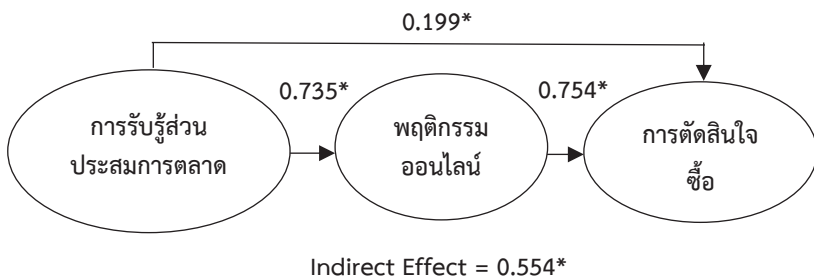 0.199*
0.735*
0.754*
การรับรู้ส่วน
ประสมการตลาด
พฤติกรรม
ออนไลน์
การตัดสินใจ
ซื้อ
Indirect Effect = 0.554*